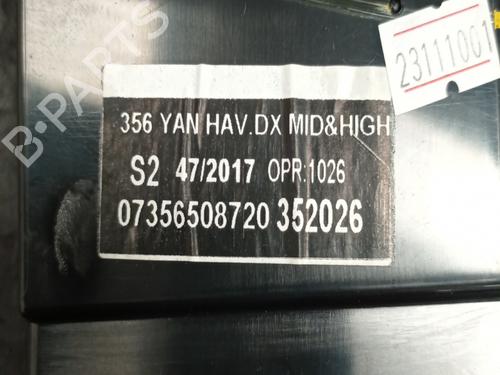 B-PARTS
23111001
356 YAN HAV.DX MID&HIGH
S2 47/2017 OPR:1026
07356508720 352026